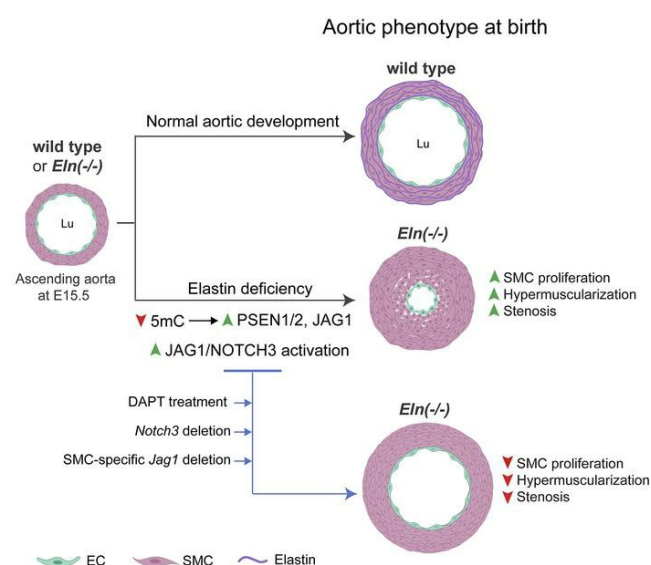 Aortic phenotype at birth
wild type
Normal aortic development
Lu
wild type
or Eln(-/-)
Lu
Ascending aorta
at E15.5
Eln(-/-)
Elastin deficiency
5mC
PSEN1/2, JAG1
JAG1/NOTCH3 activation
SMC proliferation
Hypermuscularization
Stenosis
DAPT treatment
Notch3 deletion
SMC-specific Jag1 deletion
Eln(-/-)
SMC proliferation
Hypermuscularization
Stenosis
EC
SMC
Elastin